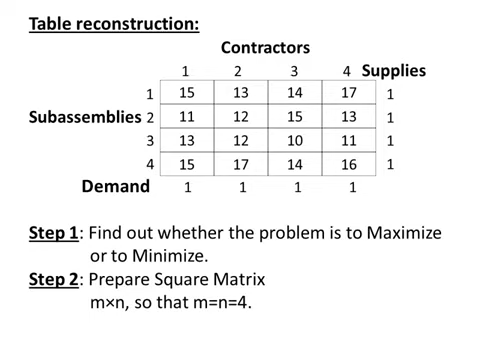 Table reconstruction:
Contractors
1 2 3 4 Supplies
1 15 13 14 17 1
Subassemblies 2 11 12 15 13 1
3 13 12 10 11 1
4 15 17 14 16 1
Demand 1 1 1 1
Step 1: Find out whether the problem is to Maximize
or to Minimize.
Step 2: Prepare Square Matrix
m×n, so that m=n=4.